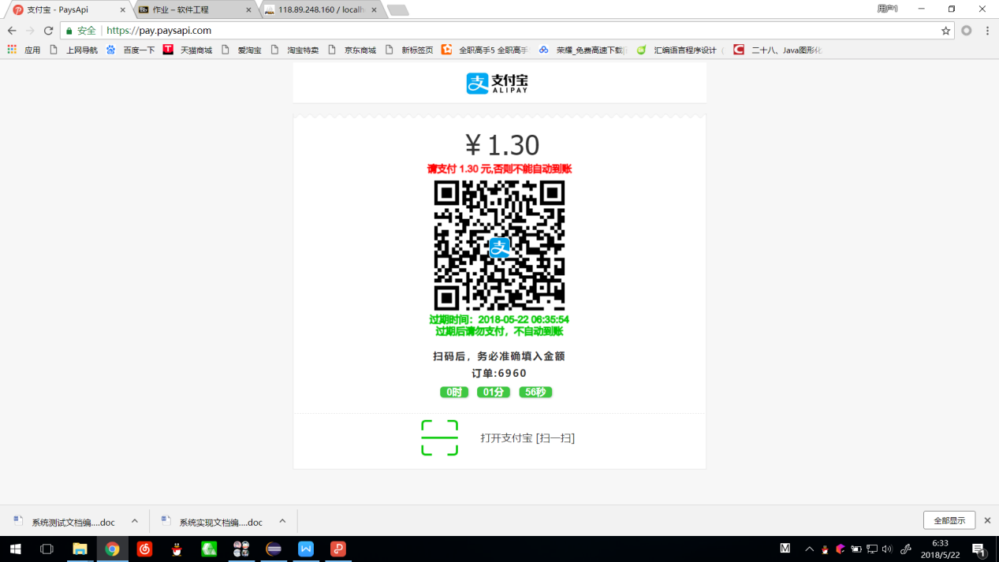 支付宝 - PaysApi
作业 – 软件工程
118.89.248.160 / localh
用户1
安全
https://pay.paysapi.com
应用
上网导航
百度一下
天猫商城
爱淘宝
淘宝特卖
京东商城
新标签页
全职高手5 全职高手
荣耀_免费高速下载
汇编语言程序设计 (
二十八、Java图形化
支付宝
ALIPAY
¥ 1.30
请支付 1.30 元,否则不能自动到账
过期时间：2018-05-22 06:35:54
过期后请勿支付，不自动到账
扫码后，务必准确填入金额
订单:6960
0时 01分 56秒
打开支付宝 [扫一扫]
系统测试文档编....doc
系统实现文档编....doc
全部显示
6:33
2018/5/22
1